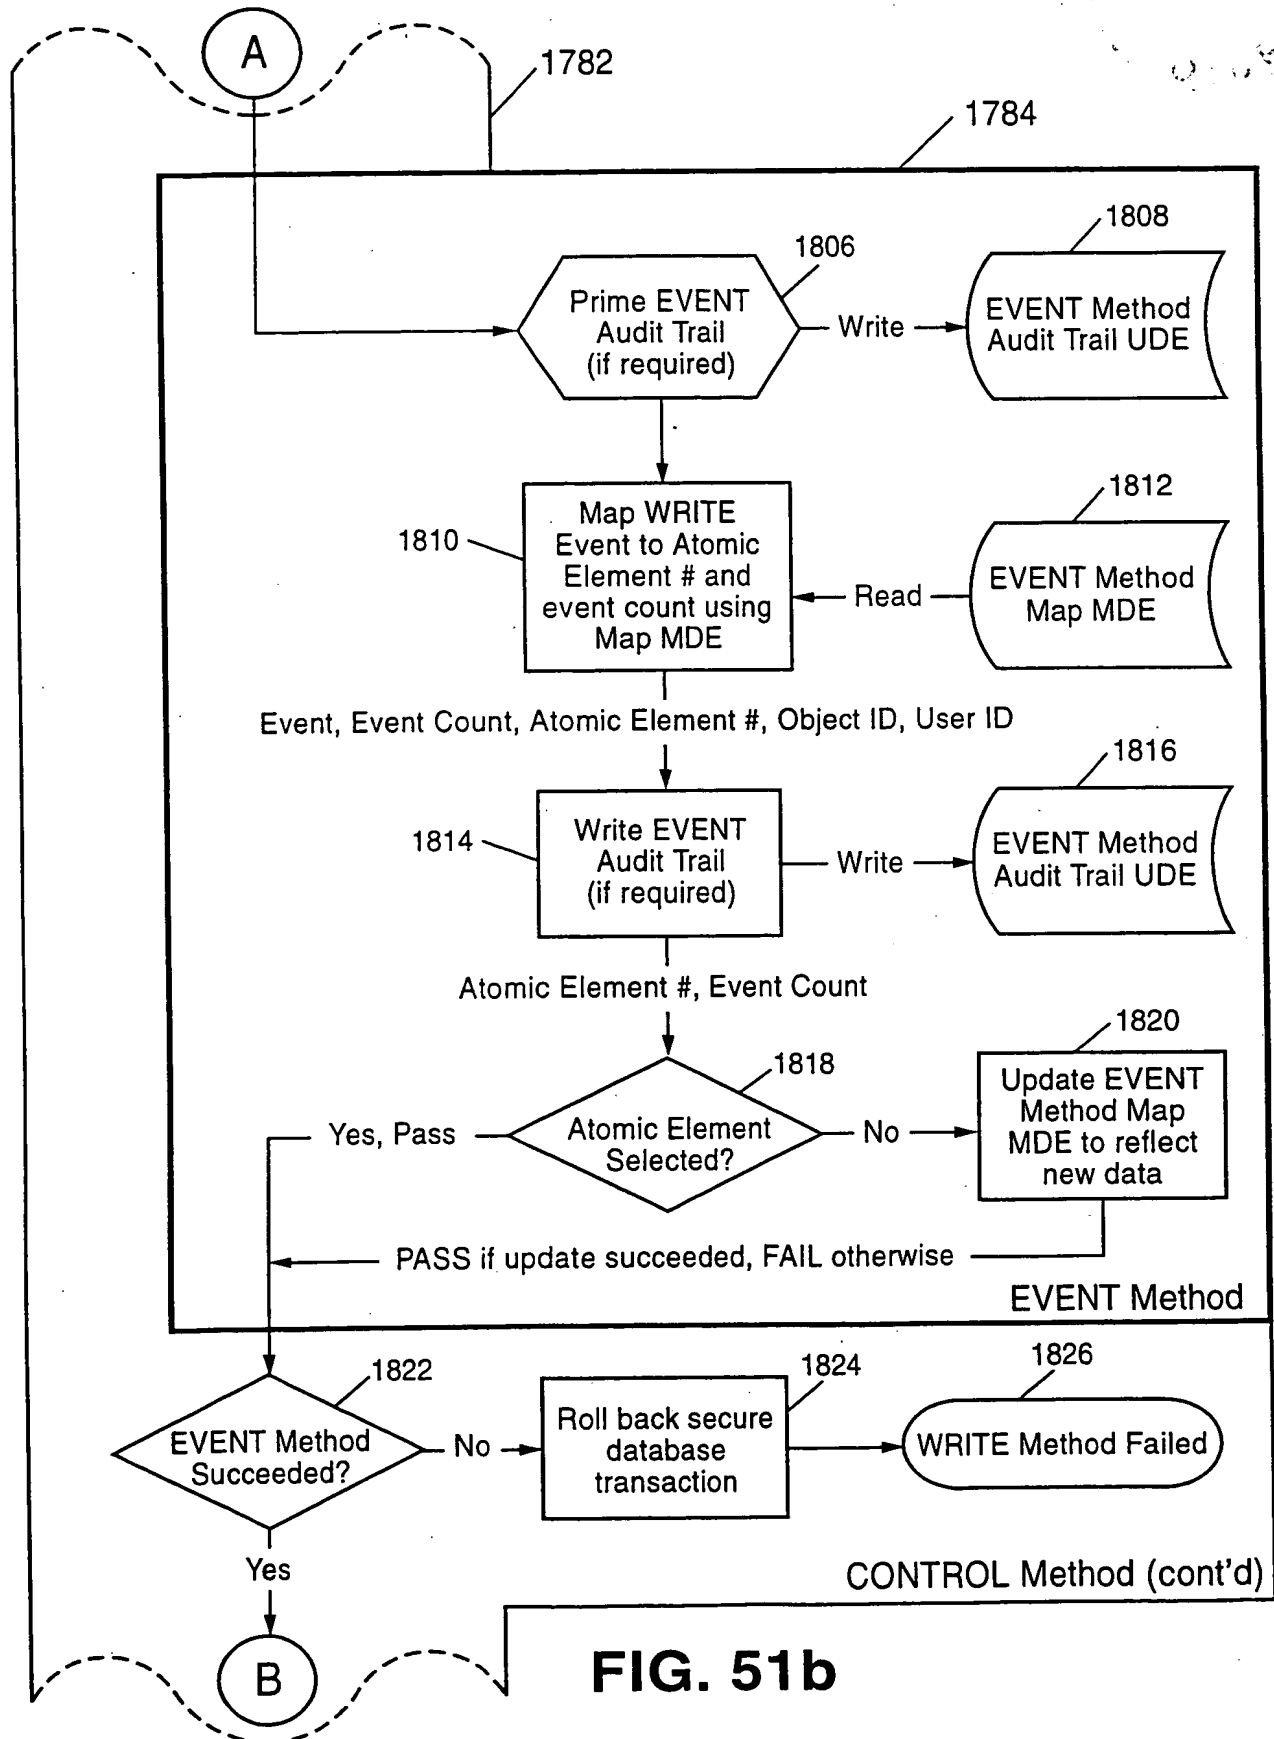 A
1782
1784
1806
1808
Prime EVENT
Audit Trail
(if required)
Write
EVENT Method
Audit Trail UDE
1810
Map WRITE
Event to Atomic
Element # and
event count using
Map MDE
Read
1812
EVENT Method
Map MDE
Event, Event Count, Atomic Element #, Object ID, User ID
1814
Write EVENT
Audit Trail
(if required)
Write
1816
EVENT Method
Audit Trail UDE
Atomic Element #, Event Count
1818
1820
Yes, Pass
Atomic Element
Selected?
No
Update EVENT
Method Map
MDE to reflect
new data
PASS if update succeeded, FAIL otherwise
EVENT Method
1822
EVENT Method
Succeeded?
No
1824
Roll back secure
database
transaction
1826
WRITE Method Failed
Yes
CONTROL Method (cont'd)
B
FIG. 51b